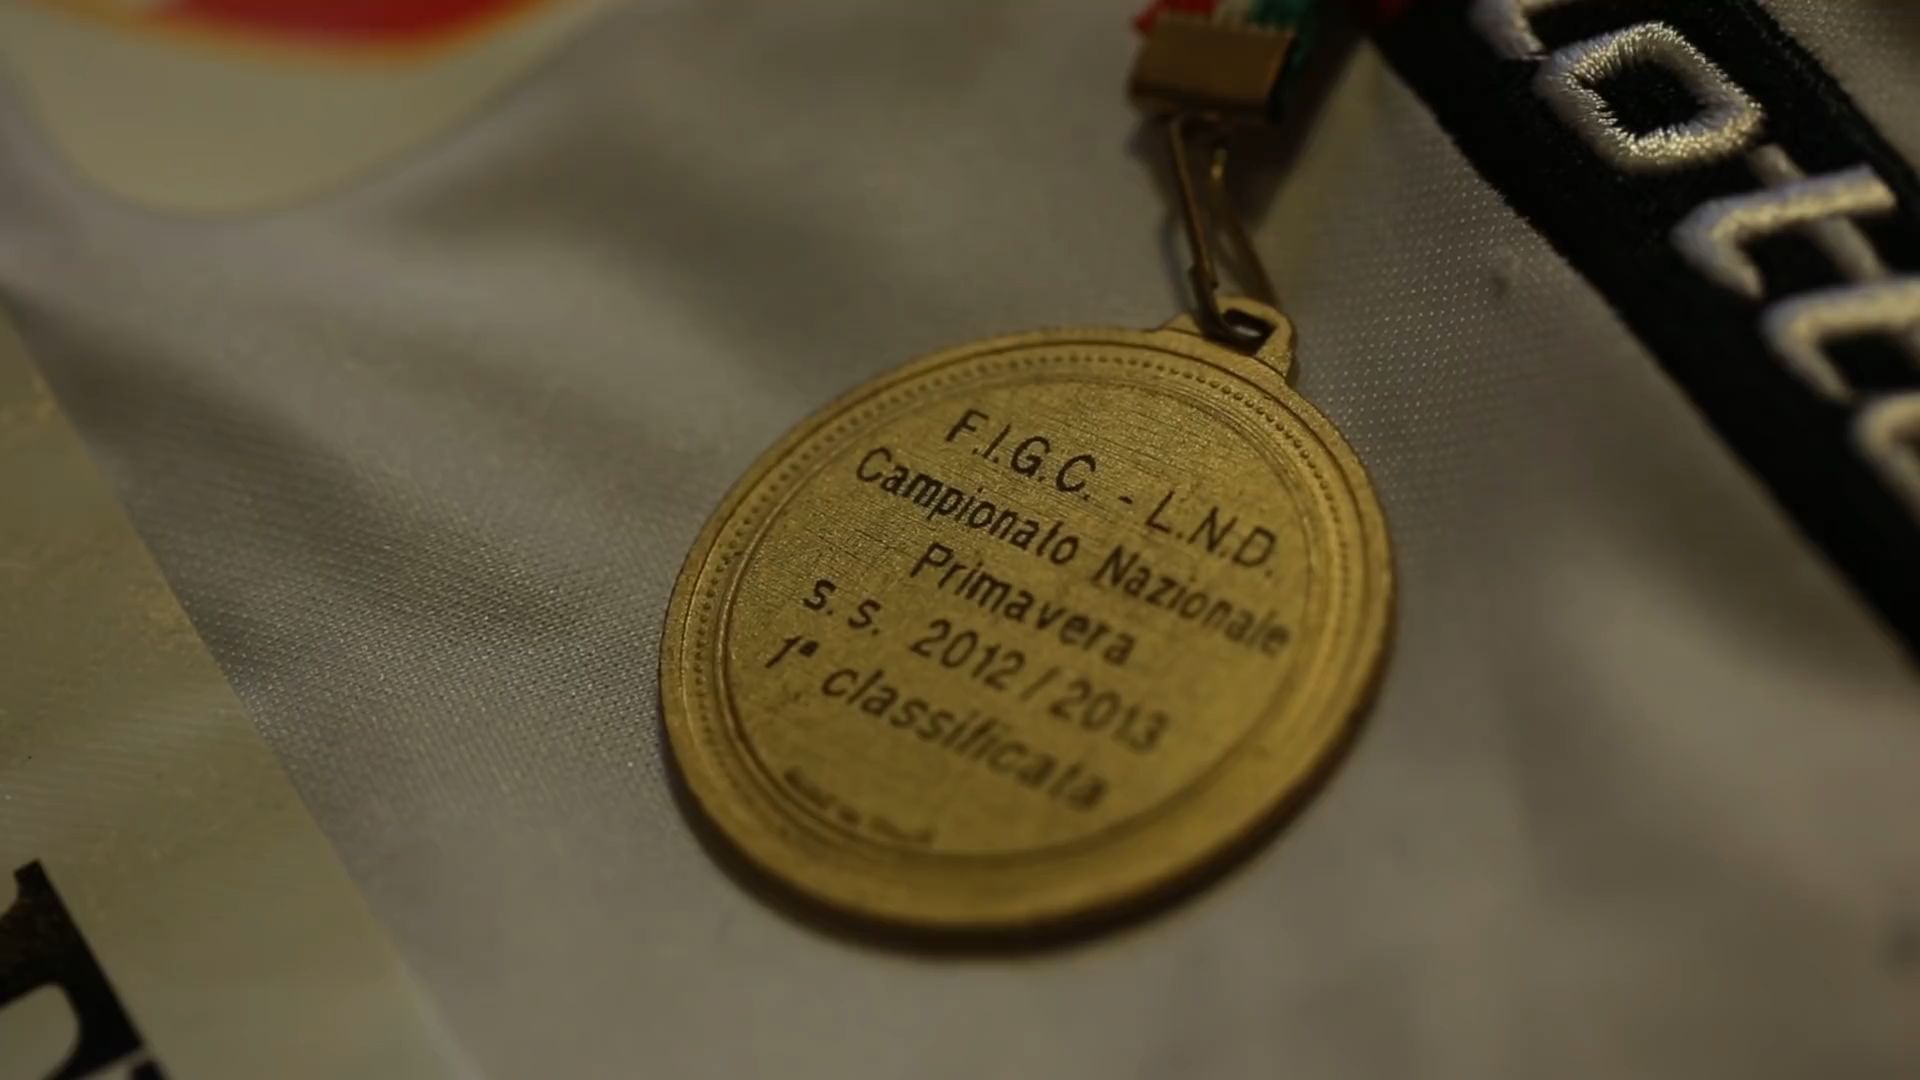 F.I.G.C. - L.N.D.
Campionato Nazionale
Primavera
s. s. 2012/2013
1ª classificata